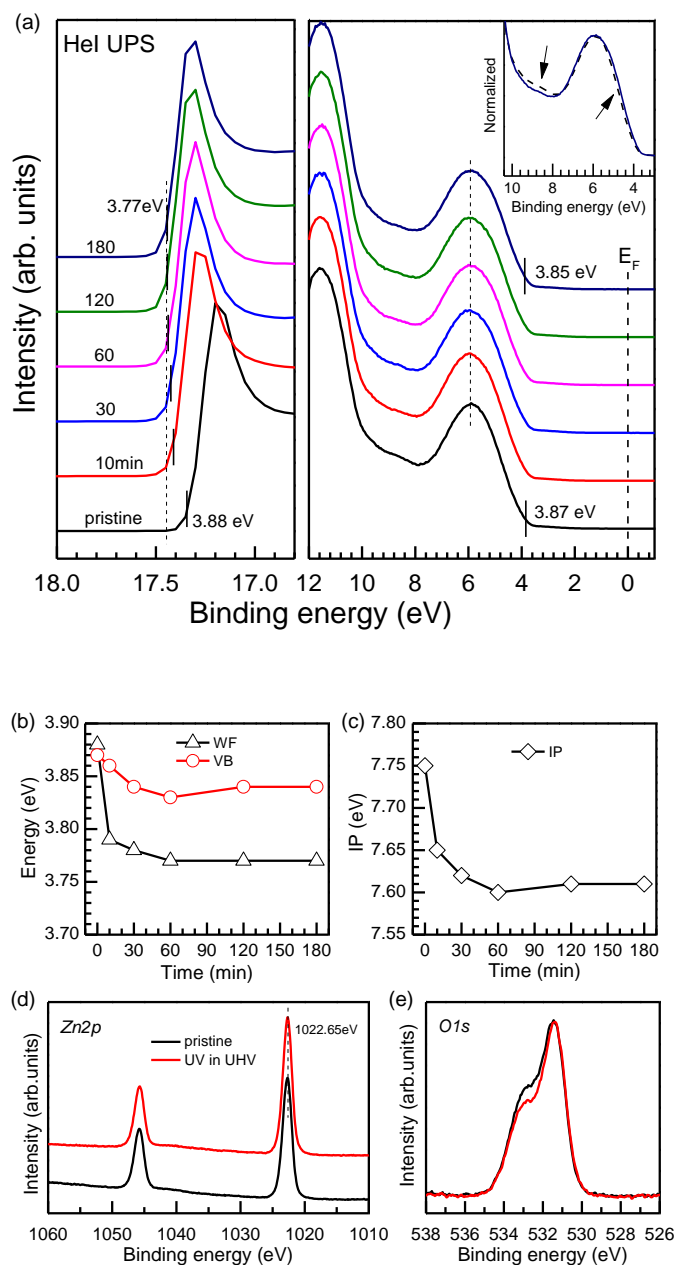 (a)
HeI UPS
Intensity (arb. units)
3.77eV
180
120
60
30
10min
pristine
3.88 eV
18.0 17.5 17.0
3.85 eV
E_F
3.87 eV
12 10 8 6 4 2 0
Normalized
10 8 6 4
Binding energy (eV)
Binding energy (eV)
(b)
Energy (eV)
3.90
3.85
3.80
3.75
3.70
WF
VB
0 30 60 90 120 150 180
Time (min)
(c)
IP (eV)
7.80
7.75
7.70
7.65
7.60
7.55
IP
0 30 60 90 120 150 180
Time (min)
(d)
Zn2p
Intensity (arb.units)
pristine
UV in UHV
1022.65eV
1060 1050 1040 1030 1020 1010
Binding energy (eV)
(e)
O1s
Intensity (arb.units)
538 536 534 532 530 528 526
Binding energy (eV)